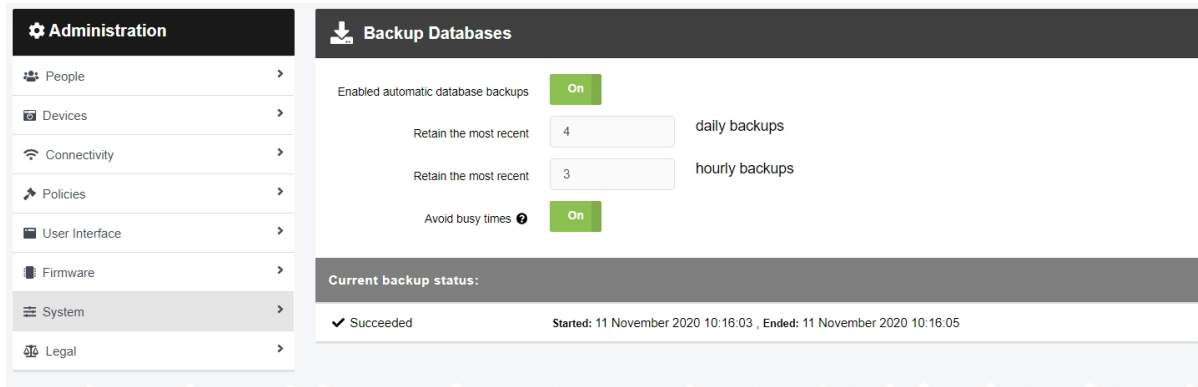 Administration
People
Devices
Connectivity
Policies
User Interface
Firmware
System
Legal
Backup Databases
Enabled automatic database backups On
Retain the most recent 4 daily backups
Retain the most recent 3 hourly backups
Avoid busy times On
Current backup status:
Succeeded Started: 11 November 2020 10:16:03 , Ended: 11 November 2020 10:16:05